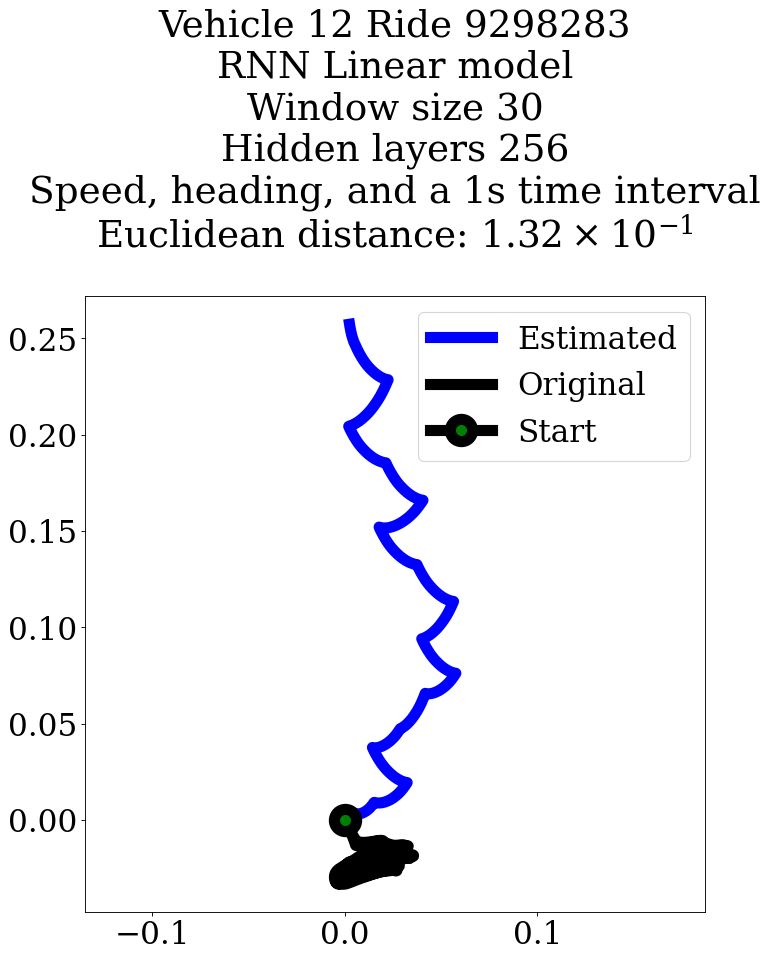 Vehicle 12 Ride 9298283
RNN Linear model
Window size 30
Hidden layers 256
Speed, heading, and a 1s time interval
Euclidean distance: 1.32 × 10⁻¹
Estimated
Original
Start
0.25
0.20
0.15
0.10
0.05
0.00
−0.1
0.0
0.1